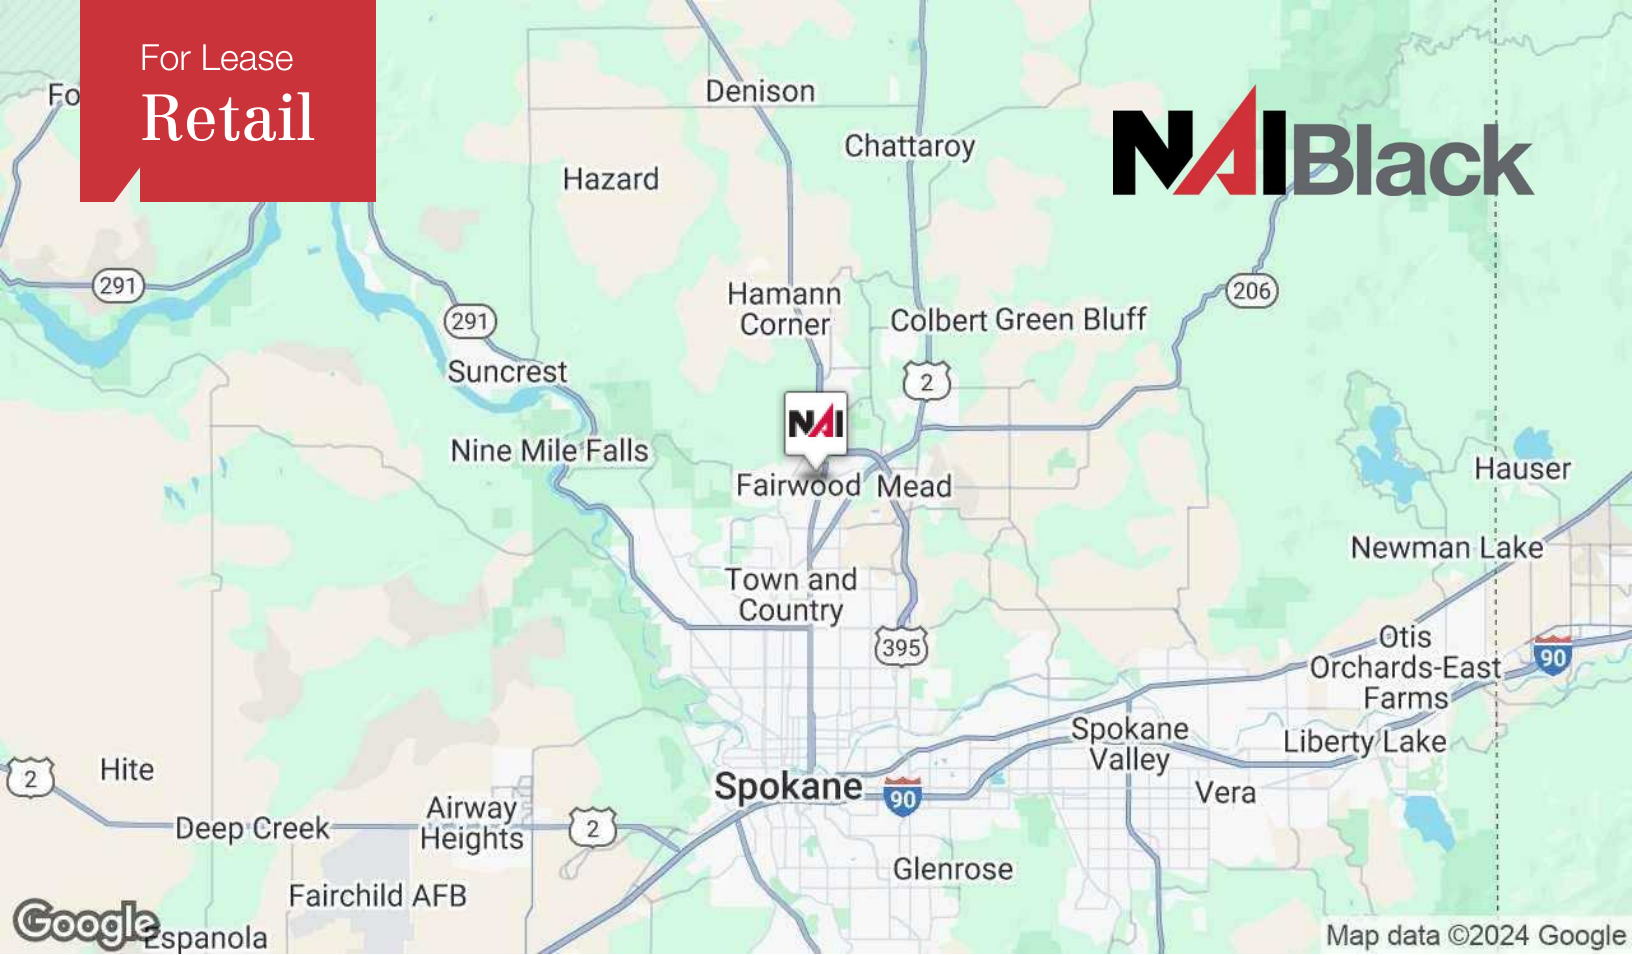 For Lease
Retail
NAIBlack
Fo
Denison
Chattaroy
Hazard
291
206
Hamann
Corner
291
Colbert
Green Bluff
Suncrest
2
NAI
Nine Mile Falls
Hauser
Fairwood
Mead
Newman Lake
Town and
Country
395
Otis
Orchards-East
Farms
90
Spokane
Valley
Liberty Lake
Hite
2
Spokane
90
Vera
Airway
Heights
Deep Creek
2
Glenrose
Fairchild AFB
Google
Espanola
Map data ©2024 Google